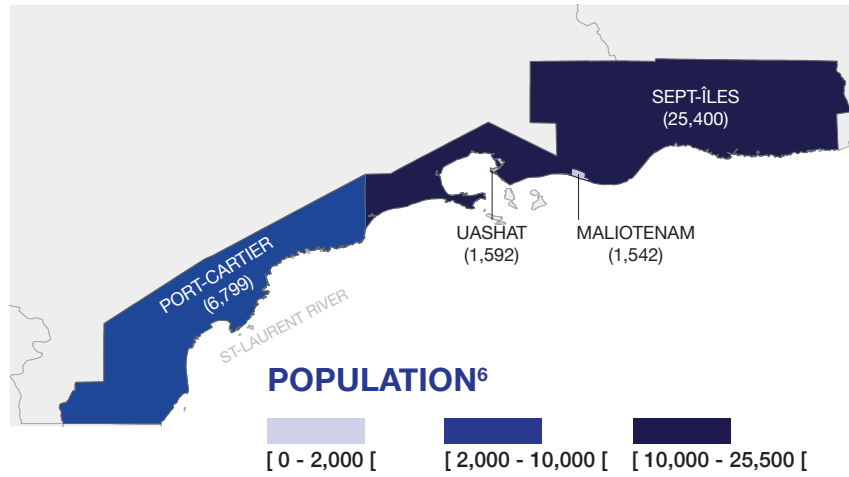 SEPT-ÎLES
(25,400)
UASHAT
(1,592)
MALIOTENAM
(1,542)
PORT-CARTIER
(6,799)
ST-LAURENT RIVER
POPULATION⁶
[ 0 - 2,000 [
[ 2,000 - 10,000 [
[ 10,000 - 25,500 [